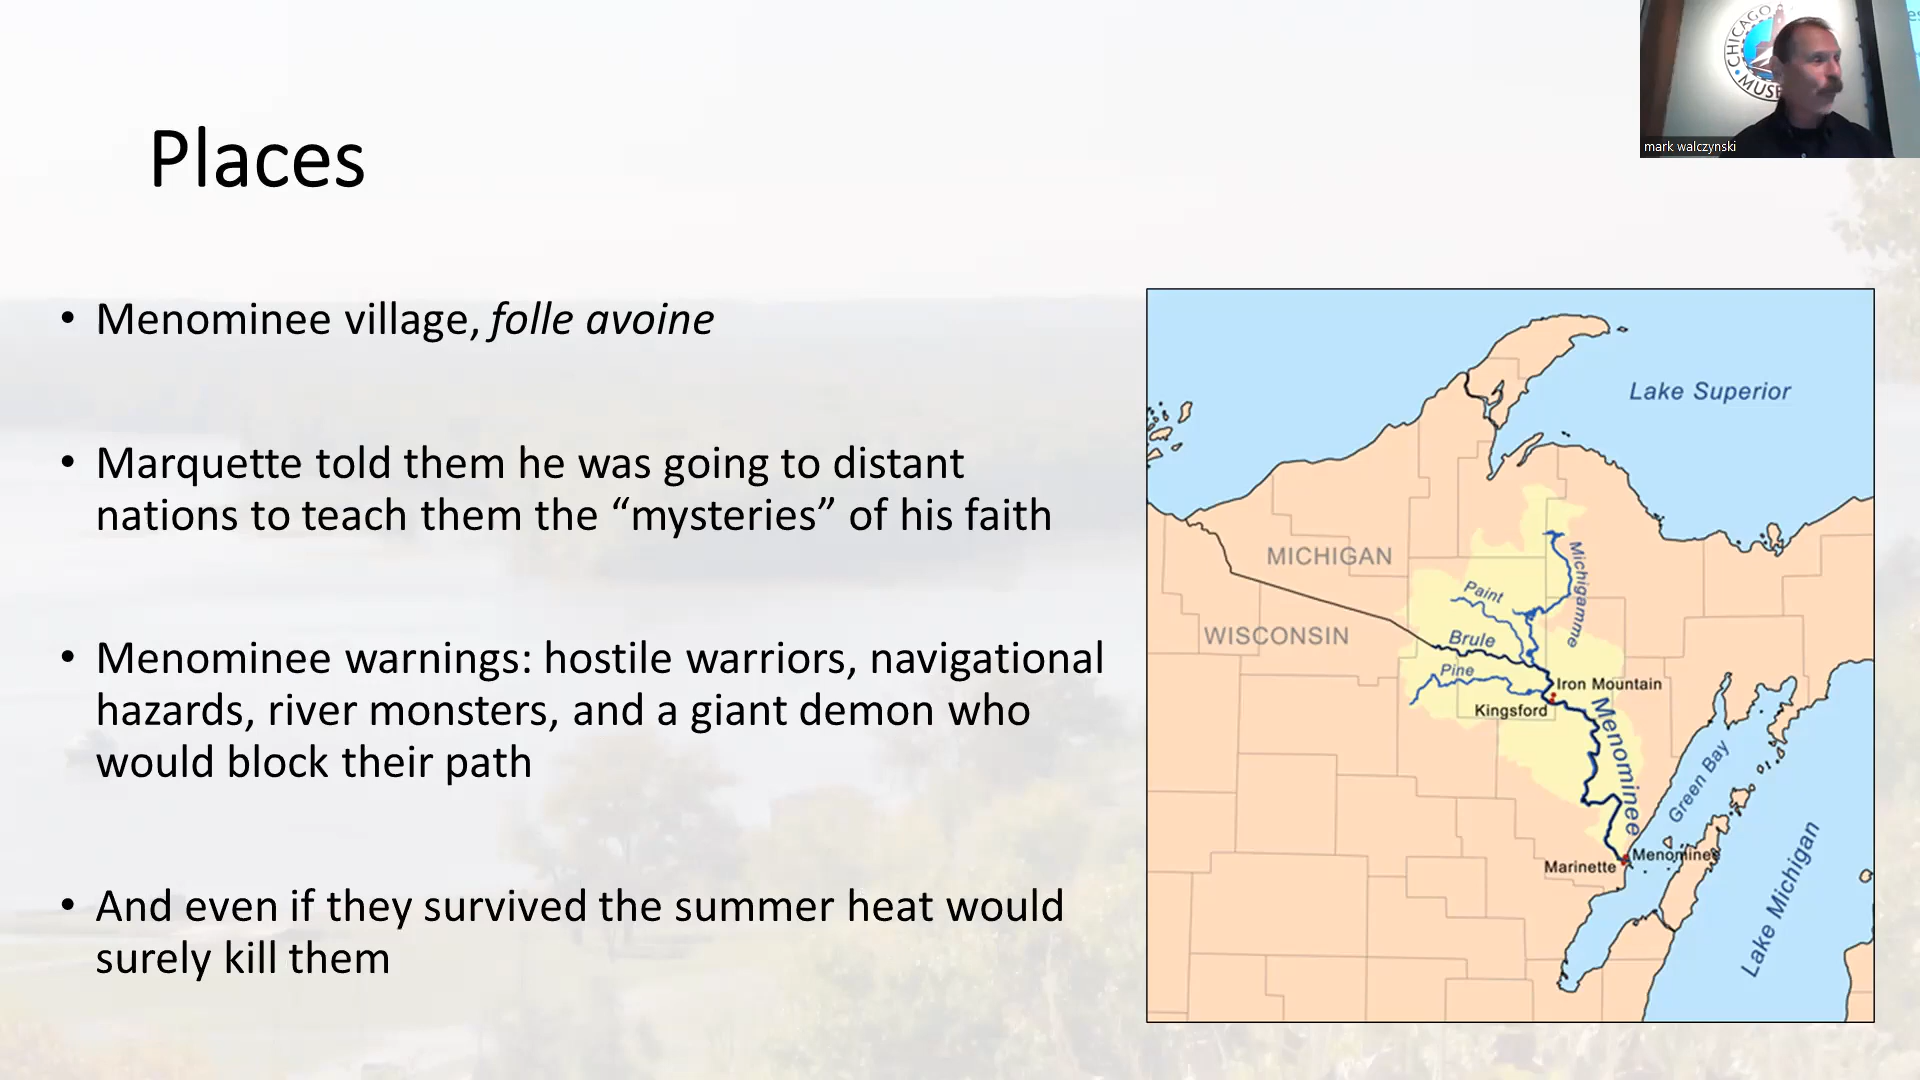 CHICAGO
MUSE
mark walczynski
Places
• Menominee village, folle avoine
• Marquette told them he was going to distant
nations to teach them the “mysteries” of his faith
• Menominee warnings: hostile warriors, navigational
hazards, river monsters, and a giant demon who
would block their path
• And even if they survived the summer heat would
surely kill them
Lake Superior
MICHIGAN
Michigamme
Paint
WISCONSIN
Brule
Pine
Iron Mountain
Kingsford
Menominee
Green Bay
Menominee
Marinette
Lake Michigan